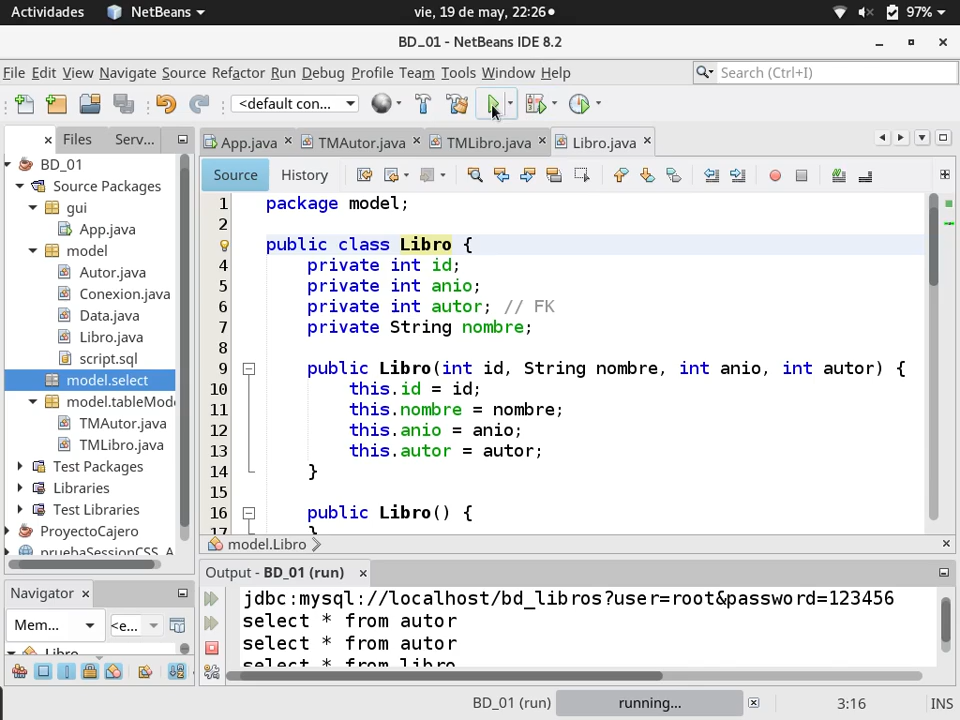 Actividades NetBeans vie, 19 de may, 22:26 97%
BD_01 - NetBeans IDE 8.2
File Edit View Navigate Source Refactor Run Debug Profile Team Tools Window Help Search (Ctrl+I)
<default con...
Files Serv... App.java TMAutor.java TMLibro.java Libro.java
Source History
BD_01
Source Packages
gui
App.java
model
Autor.java
Conexion.java
Data.java
Libro.java
script.sql
model.select
model.tableMode
TMAutor.java
TMLibro.java
Test Packages
Libraries
Test Libraries
ProyectoCajero
pruebaSessionCSS_A
1 package model;
2
public class Libro {
4 private int id;
5 private int anio;
6 private int autor; // FK
7 private String nombre;
8
9 public Libro(int id, String nombre, int anio, int autor) {
10 this.id = id;
11 this.nombre = nombre;
12 this.anio = anio;
13 this.autor = autor;
14 }
15
16 public Libro() {
17 }
model.Libro
Navigator
Mem... <e...
Libro
Output - BD_01 (run)
jdbc:mysql://localhost/bd_libros?user=root&password=123456
select * from autor
select * from autor
select * from libro
BD_01 (run) running... 3:16 INS